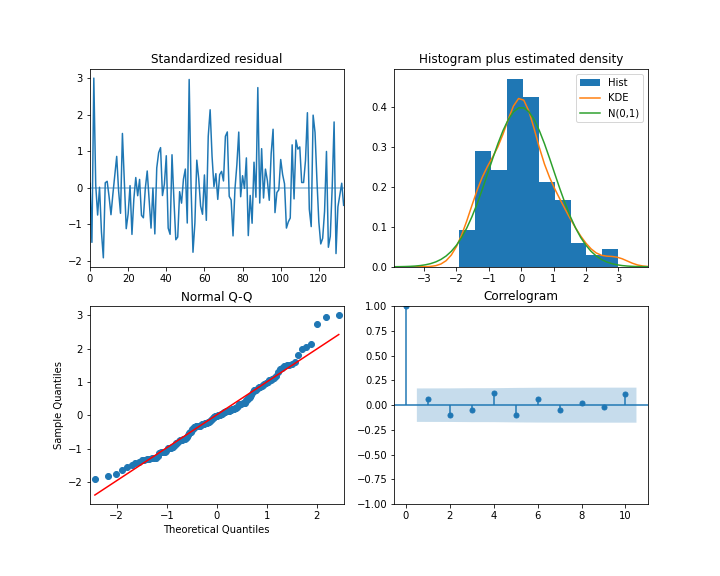 Standardized residual
3
2
1
0
−1
−2
0 20 40 60 80 100 120
Histogram plus estimated density
Hist
KDE
N(0,1)
0.4
0.3
0.2
0.1
0.0
−3 −2 −1 0 1 2 3
Normal Q-Q
Sample Quantiles
3
2
1
0
−1
−2
−2 −1 0 1 2
Theoretical Quantiles
Correlogram
1.00
0.75
0.50
0.25
0.00
−0.25
−0.50
−0.75
−1.00
0 2 4 6 8 10